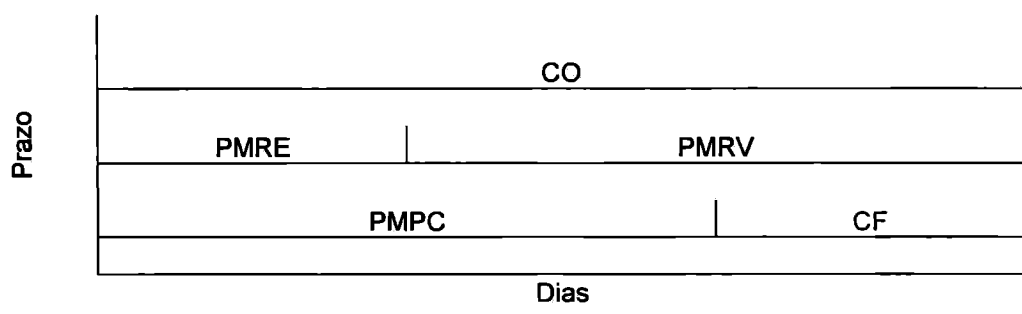 CO
PMRE PMRV
Prazo
PMPC CF
Dias